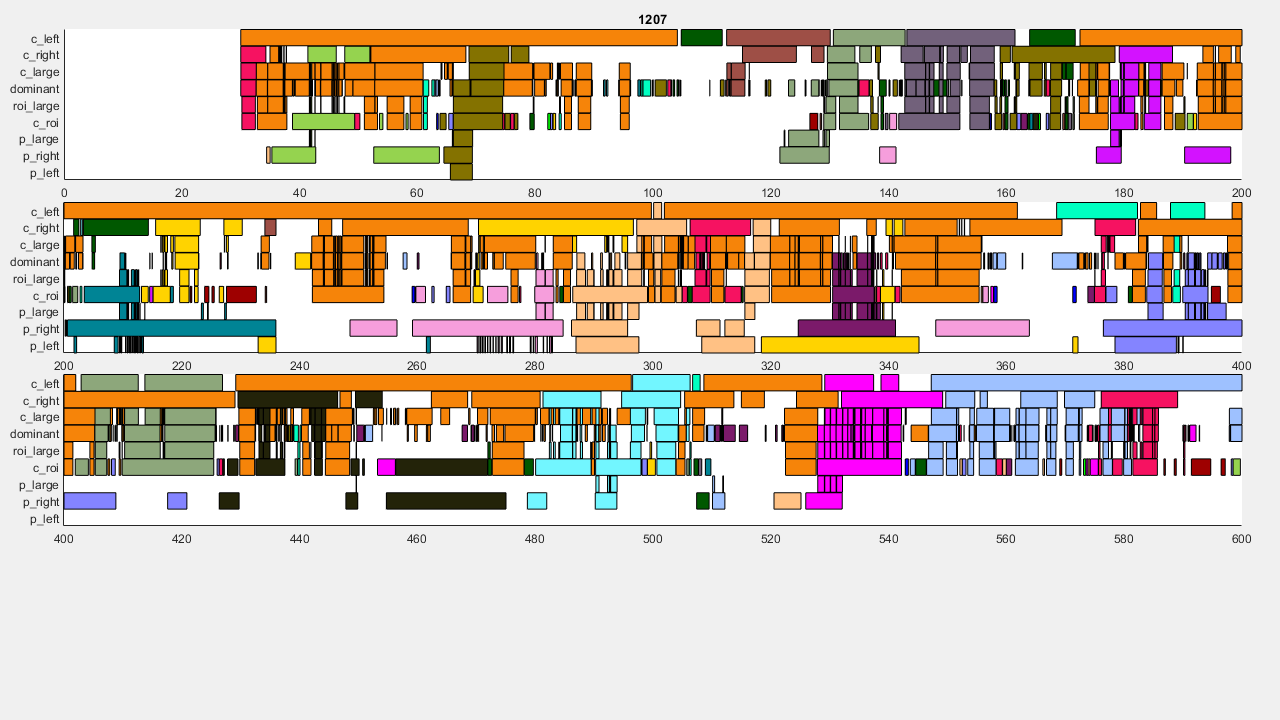 1207
c_left
c_right
c_large
dominant
roi_large
c_roi
p_large
p_right
p_left
0 20 40 60 80 100 120 140 160 180 200
c_left
c_right
c_large
dominant
roi_large
c_roi
p_large
p_right
p_left
200 220 240 260 280 300 320 340 360 380 400
c_left
c_right
c_large
dominant
roi_large
c_roi
p_large
p_right
p_left
400 420 440 460 480 500 520 540 560 580 600